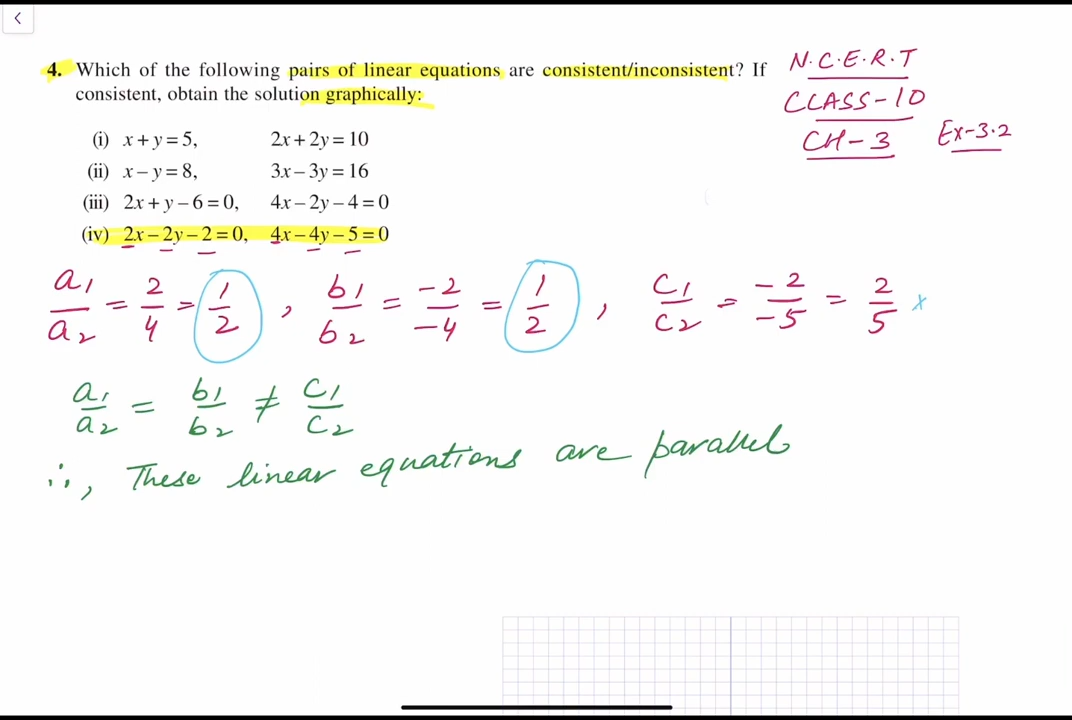 4. Which of the following pairs of linear equations are consistent/inconsistent? If
consistent, obtain the solution graphically:
(i) x + y = 5, 2x + 2y = 10
(ii) x – y = 8, 3x – 3y = 16
(iii) 2x + y – 6 = 0, 4x – 2y – 4 = 0
(iv) 2x – 2y – 2 = 0, 4x – 4y – 5 = 0
N.C.E.R.T
CLASS-10
CH-3 Ex-3.2
a1/a2 = 2/4 = 1/2, b1/b2 = -2/-4 = 1/2, c1/c2 = -2/-5 = 2/5 ×
a1/a2 = b1/b2 ≠ c1/c2
∴, These linear equations are parallel